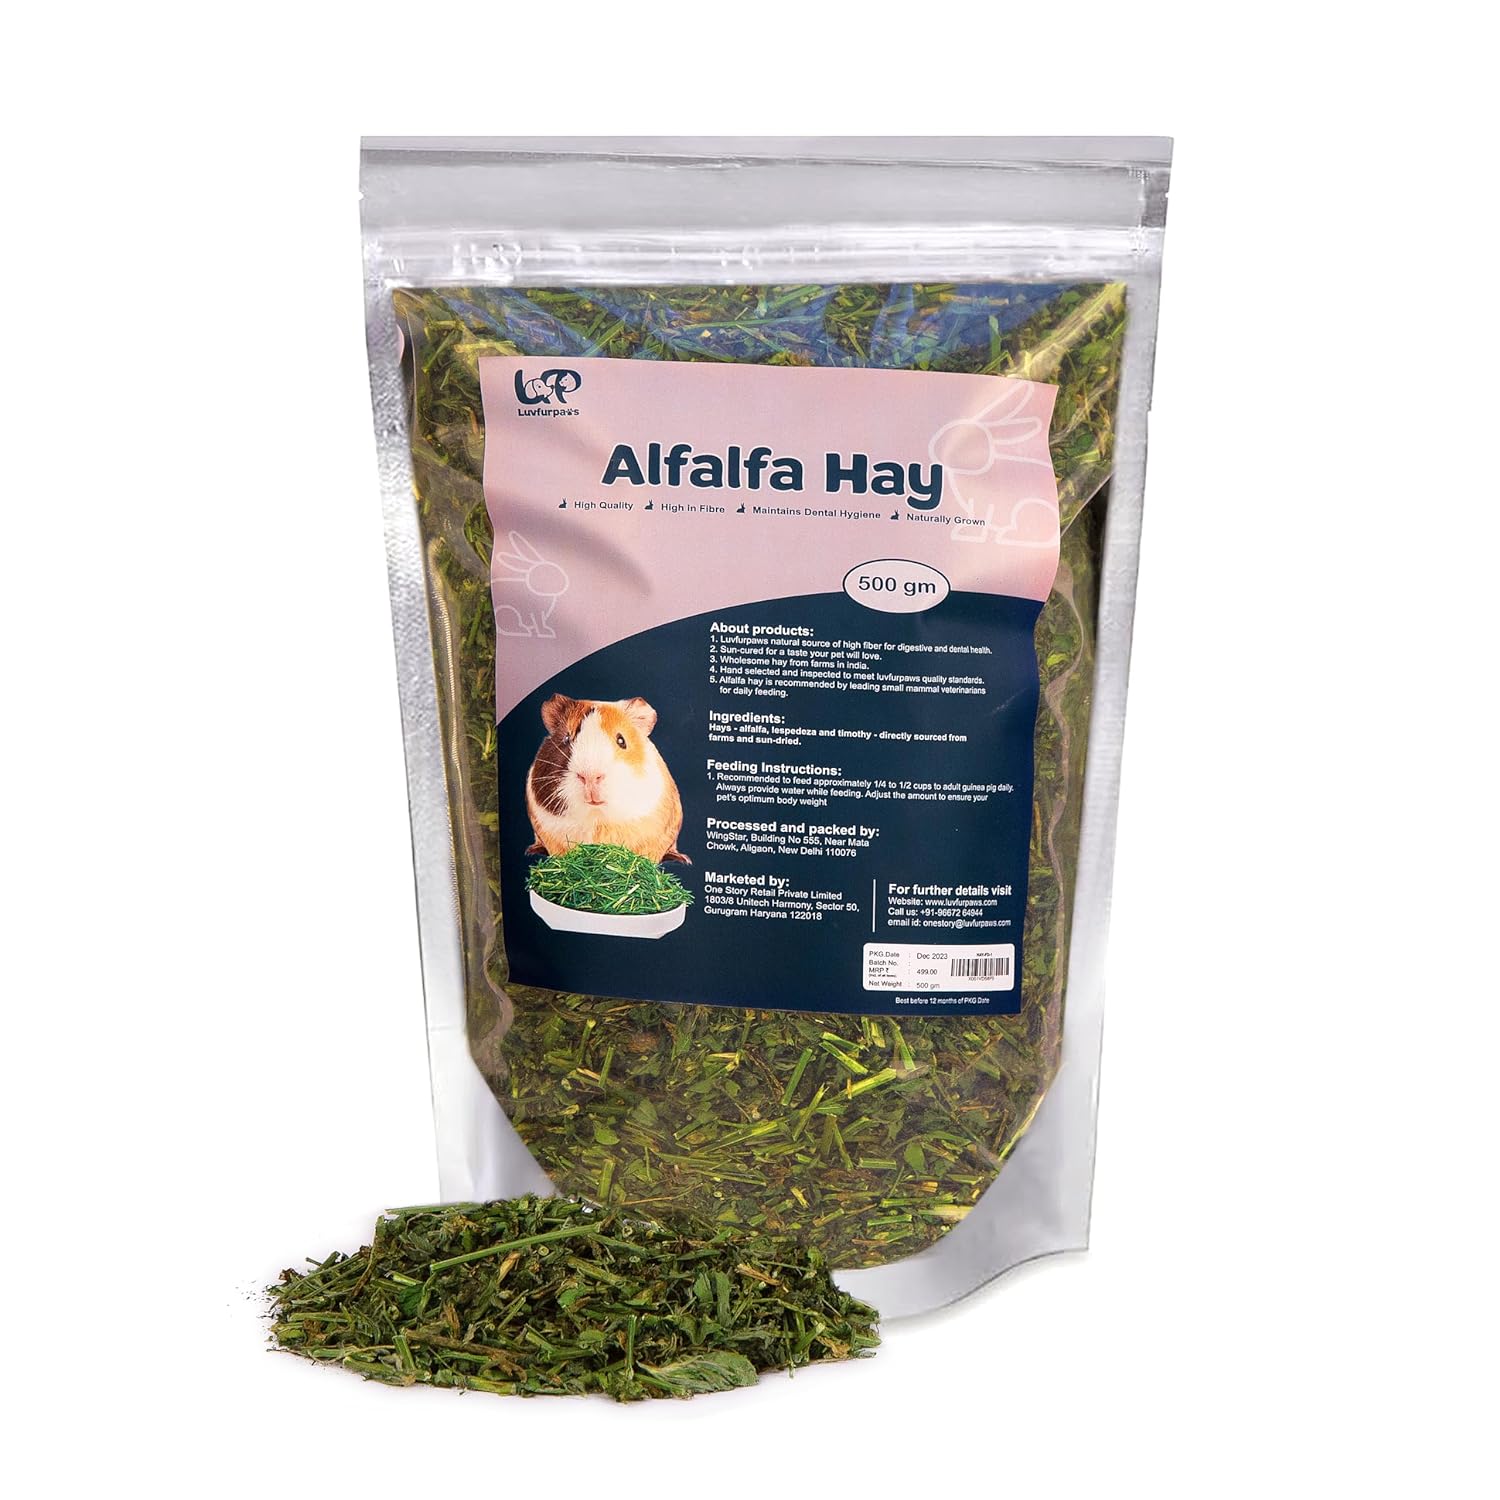 Luvfurpaws
Alfalfa Hay
High Quality High in Fibre Maintains Dental Hygiene Naturally Grown
500 gm
About products:
1. Luvfurpaws natural source of high fiber for digestive and dental health.
2. Sun-cured for a taste your pet will love.
3. Wholesome hay from farms in india.
4. Hand selected and inspected to meet luvfurpaws quality standards.
5. Alfalfa hay is recommended by leading small mammal veterinarians
for daily feeding.
Ingredients:
Hays - alfalfa, lespedeza and timothy - directly sourced from
farms and sun-dried.
Feeding Instructions:
1. Recommended to feed approximately 1/4 to 1/2 cups to adult guinea pig daily.
Always provide water while feeding. Adjust the amount to ensure your
pet's optimum body weight
Processed and packed by:
WingStar, Building No 555, Near Mata
Chowk, Aligaon, New Delhi 110076
Marketed by:
One Story Retail Private Limited
1803/8 Unitech Harmony, Sector 50,
Gurugram Haryana 122018
For further details visit
Website: www.luvfurpaws.com
Call us: +91-96672 64944
email id: onestory@luvfurpaws.com
PKG.Date : Dec 2023
Batch No. :
MRP ₹ : 499.00
(incl. of all taxes)
Net Weight : 500 gm
Best before 12 months of PKG Date